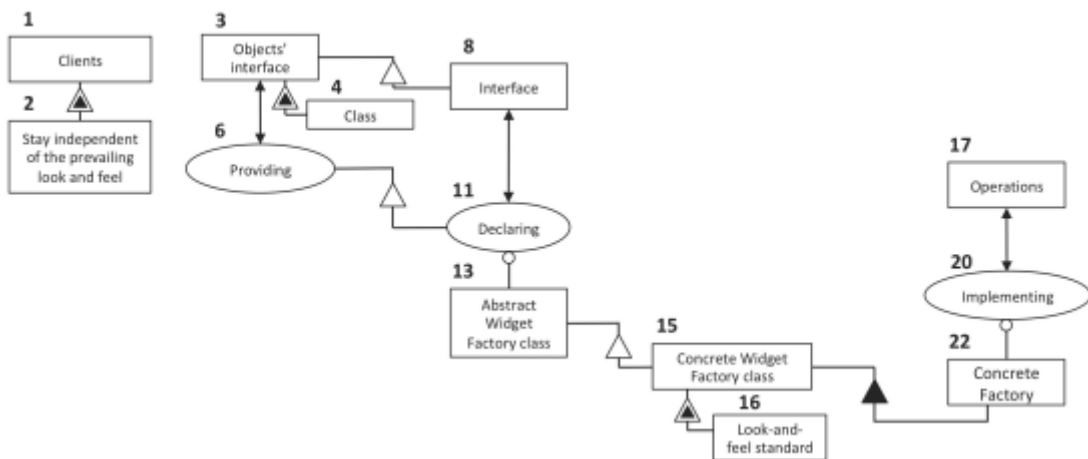 1
Clients
2
Stay independent
of the prevailing
look and feel
3
Objects'
interface
4
Class
6
Providing
8
Interface
11
Declaring
13
Abstract
Widget
Factory class
15
Concrete Widget
Factory class
16
Look-and-
feel standard
17
Operations
20
Implementing
22
Concrete
Factory